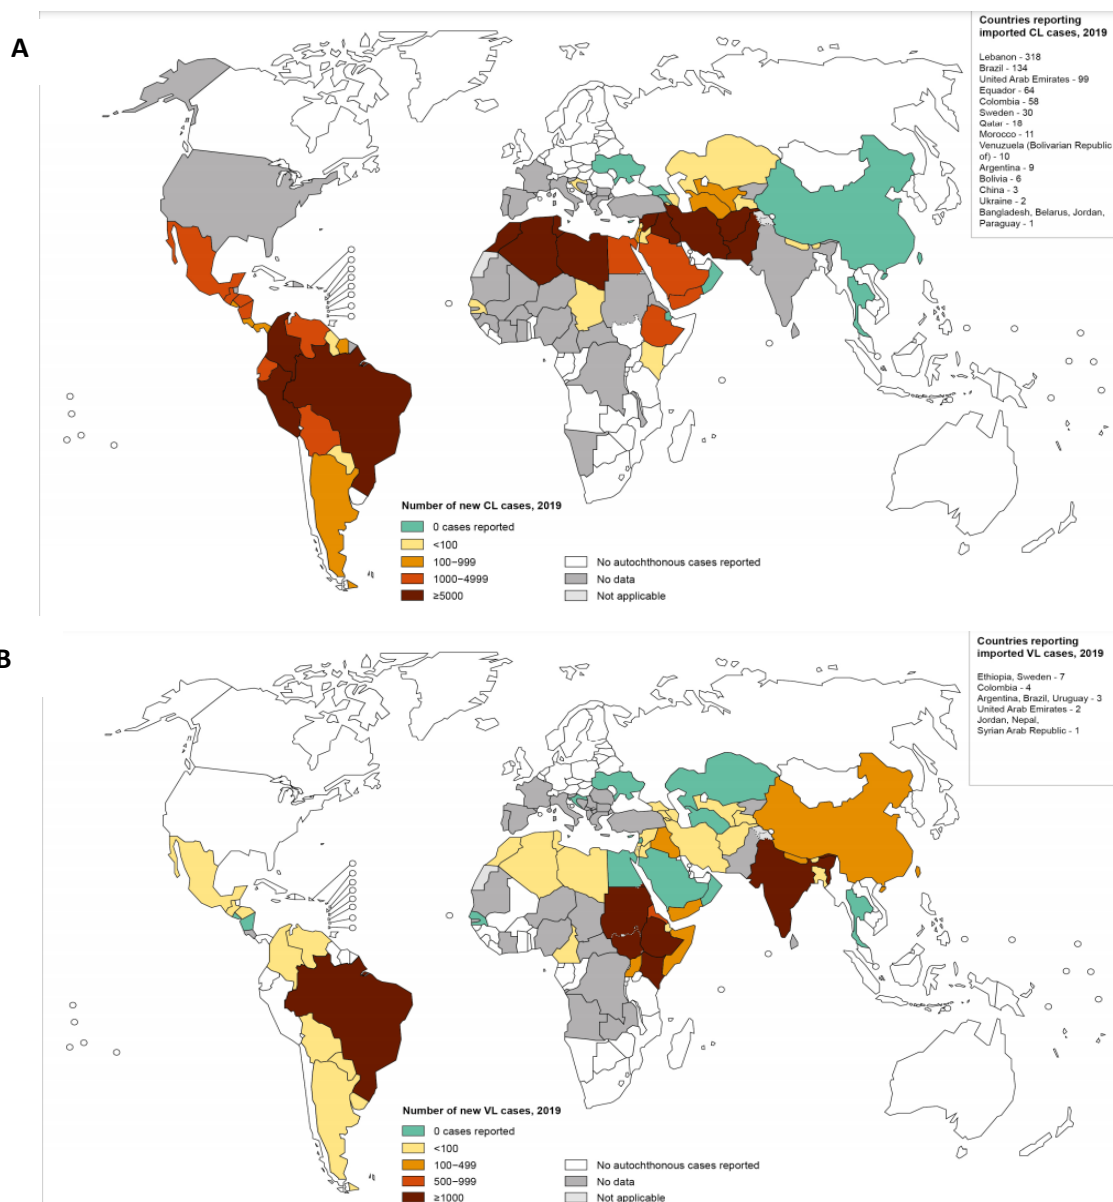 A
Countries reporting
imported CL cases, 2019
Lebanon - 318
Brazil - 134
United Arab Emirates - 99
Equador - 64
Colombia - 58
Sweden - 30
Qatar - 18
Morocco - 11
Venuzuela (Bolivarian Republic
of) - 10
Argentina - 9
Bolivia - 6
China - 3
Ukraine - 2
Bangladesh, Belarus, Jordan,
Paraguay - 1
Number of new CL cases, 2019
0 cases reported
<100
100–999
1000–4999
≥5000
No autochthonous cases reported
No data
Not applicable
B
Countries reporting
imported VL cases, 2019
Ethiopia, Sweden - 7
Colombia - 4
Argentina, Brazil, Uruguay - 3
United Arab Emirates - 2
Jordan, Nepal,
Syrian Arab Republic - 1
Number of new VL cases, 2019
0 cases reported
<100
100–499
500–999
≥1000
No autochthonous cases reported
No data
Not applicable